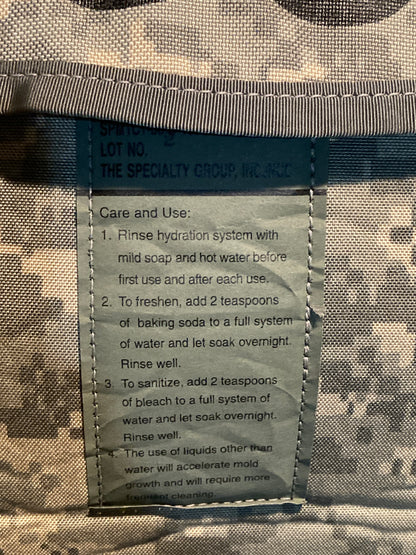 LOT NO.
THE SPECIALTY GROUP, INC.
Care and Use:
1. Rinse hydration system with
mild soap and hot water before
first use and after each use.
2. To freshen, add 2 teaspoons
of baking soda to a full system
of water and let soak overnight.
Rinse well.
3. To sanitize, add 2 teaspoons
of bleach to a full system of
water and let soak overnight.
Rinse well.
4. The use of liquids other than
water will accelerate mold
growth and will require more
frequent cleaning.